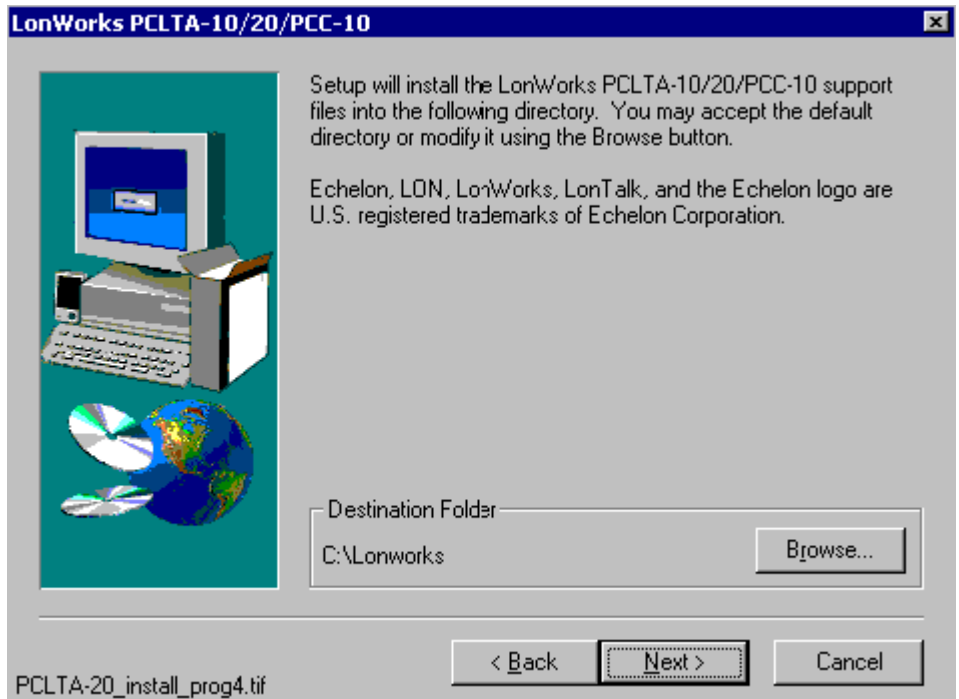 LonWorks PCLTA-10/20/PCC-10
Setup will install the LonWorks PCLTA-10/20/PCC-10 support
files into the following directory. You may accept the default
directory or modify it using the Browse button.
Echelon, LON, LonWorks, LonTalk, and the Echelon logo are
U.S. registered trademarks of Echelon Corporation.
Destination Folder
C:\Lonworks
Browse...
< Back
Next >
Cancel
PCLTA-20_install_prog4.tif